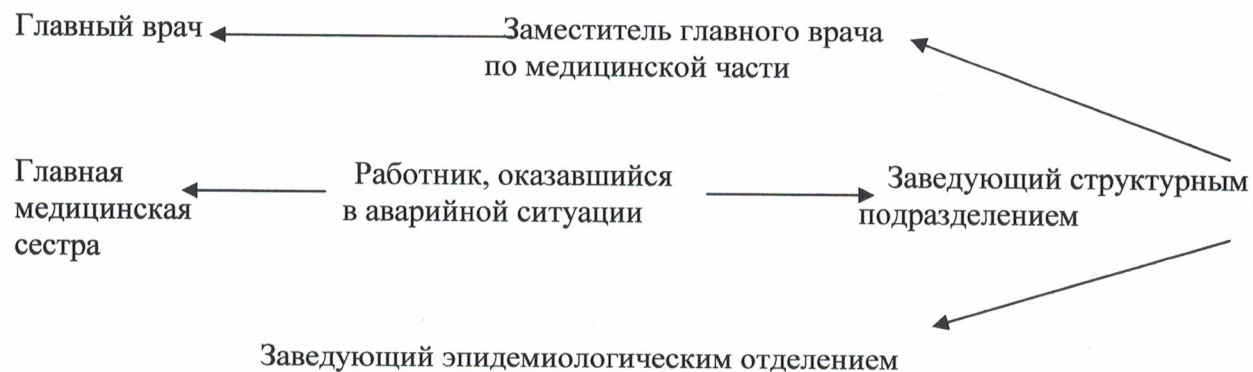 Главный врач
Заместитель главного врача
по медицинской части
Главная
медицинская
сестра
Работник, оказавшийся
в аварийной ситуации
Заведующий структурным
подразделением
Заведующий эпидемиологическим отделением